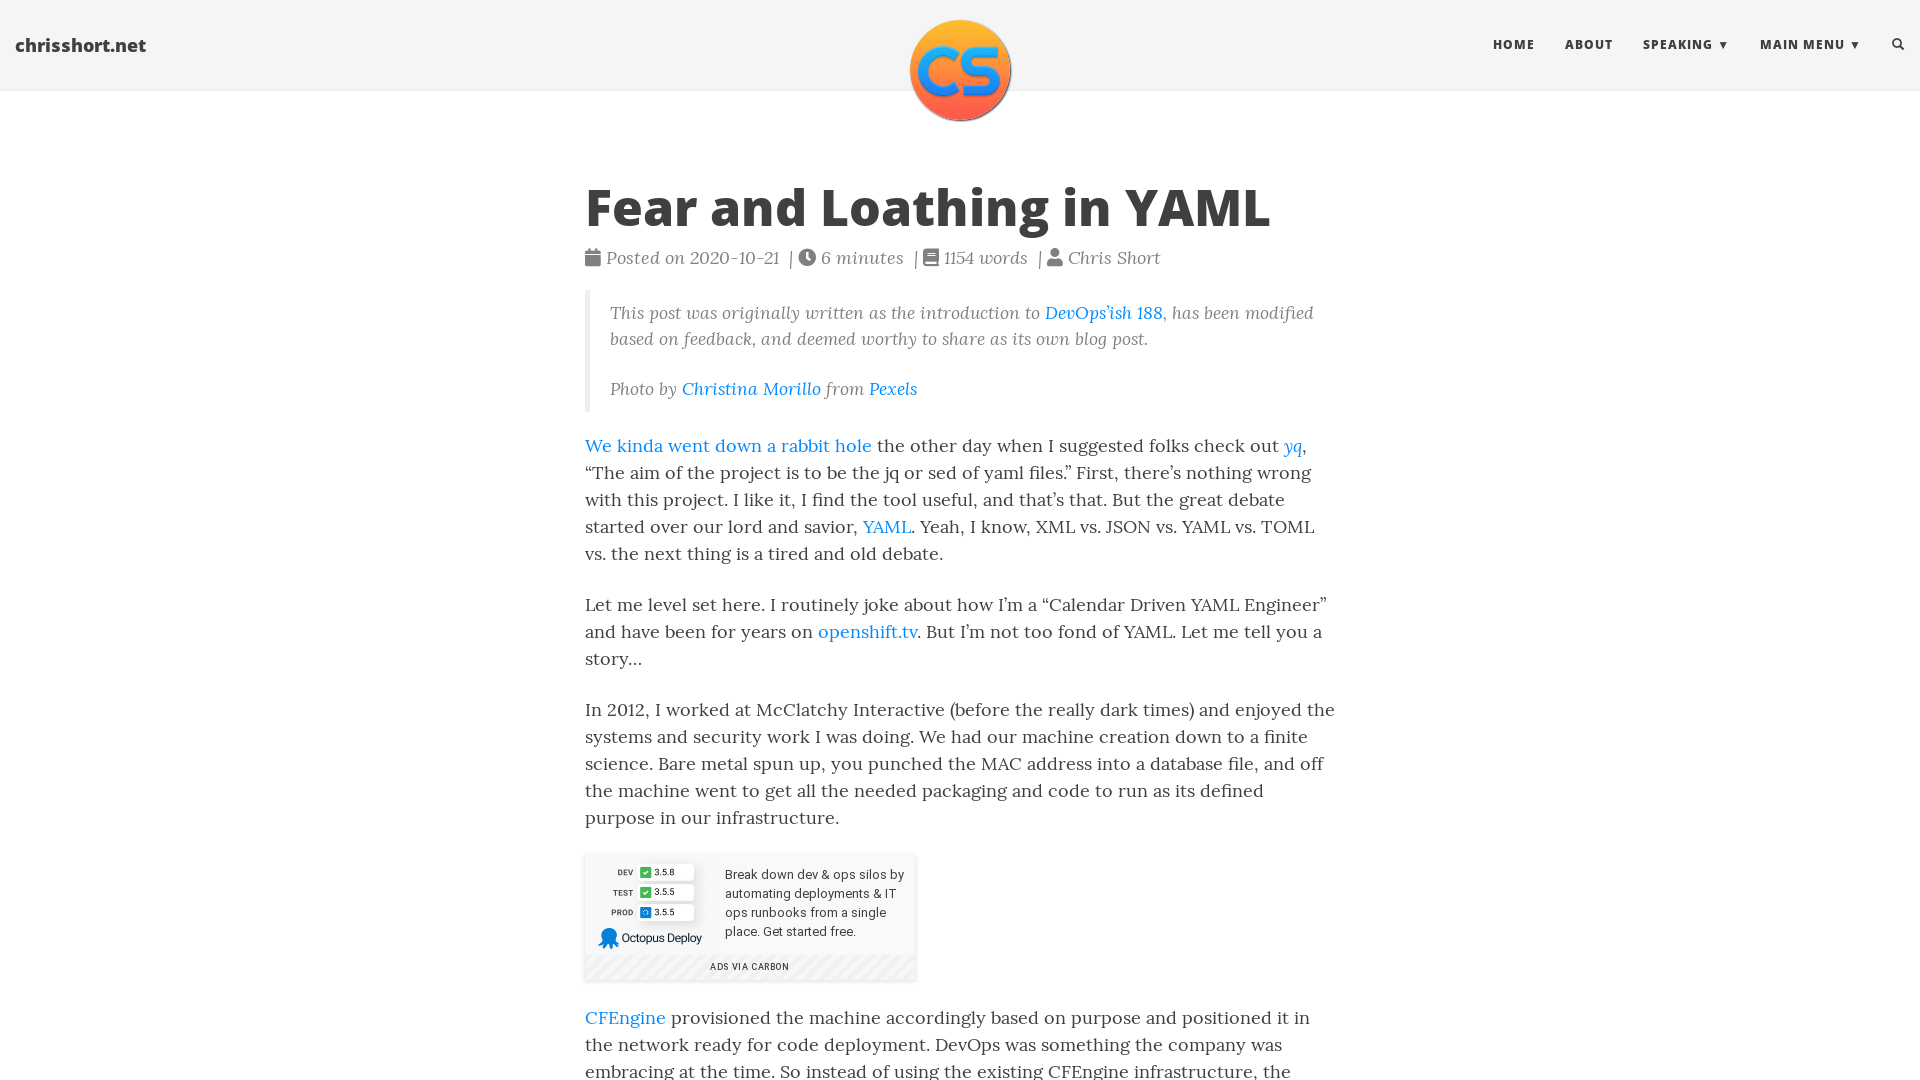 chrisshort.net
CS
HOME
ABOUT
SPEAKING ▼
MAIN MENU ▼
Fear and Loathing in YAML
Posted on 2020-10-21 | 6 minutes | 1154 words | Chris Short
This post was originally written as the introduction to DevOps’ish 188, has been modified
based on feedback, and deemed worthy to share as its own blog post.
Photo by Christina Morillo from Pexels
We kinda went down a rabbit hole the other day when I suggested folks check out yq,
“The aim of the project is to be the jq or sed of yaml files.” First, there’s nothing wrong
with this project. I like it, I find the tool useful, and that’s that. But the great debate
started over our lord and savior, YAML. Yeah, I know, XML vs. JSON vs. YAML vs. TOML
vs. the next thing is a tired and old debate.
Let me level set here. I routinely joke about how I’m a “Calendar Driven YAML Engineer”
and have been for years on openshift.tv. But I’m not too fond of YAML. Let me tell you a
story…
In 2012, I worked at McClatchy Interactive (before the really dark times) and enjoyed the
systems and security work I was doing. We had our machine creation down to a finite
science. Bare metal spun up, you punched the MAC address into a database file, and off
the machine went to get all the needed packaging and code to run as its defined
purpose in our infrastructure.
DEV 3.5.8
TEST 3.5.5
PROD 3.5.5
Octopus Deploy
Break down dev & ops silos by
automating deployments & IT
ops runbooks from a single
place. Get started free.
ADS VIA CARBON
CFEngine provisioned the machine accordingly based on purpose and positioned it in
the network ready for code deployment. DevOps was something the company was
embracing at the time. So instead of using the existing CFEngine infrastructure, the